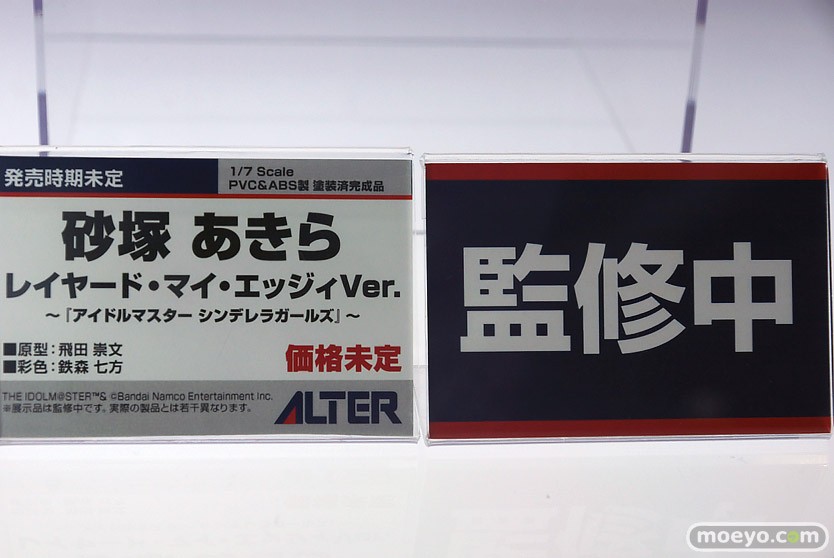 発売時期未定
1/7 Scale
PVC&ABS製 塗装済完成品
砂塚 あきら
レイヤード・マイ・エッジィVer.
～『アイドルマスター シンデレラガールズ』～
■原型：飛田 崇文
■彩色：鉄森 七方
価格未定
THE IDOLM@STER™& ©Bandai Namco Entertainment Inc.
※展示品は監修中です。実際の製品とは若干異なります。
ALTER
監修中
moeyo.com